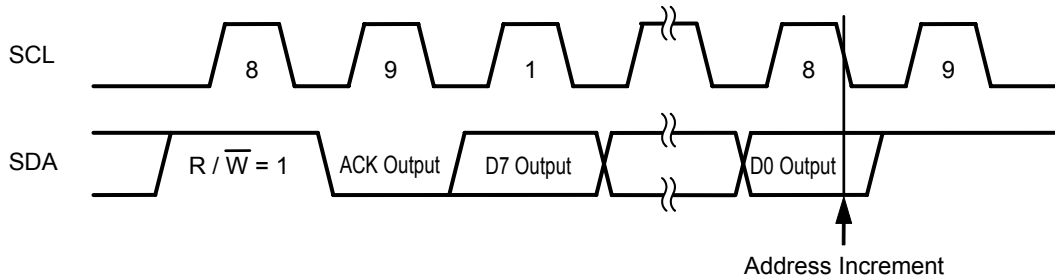 SCL
8 9 1 8 9
SDA
R / W̅ = 1 ACK Output D7 Output D0 Output
Address Increment